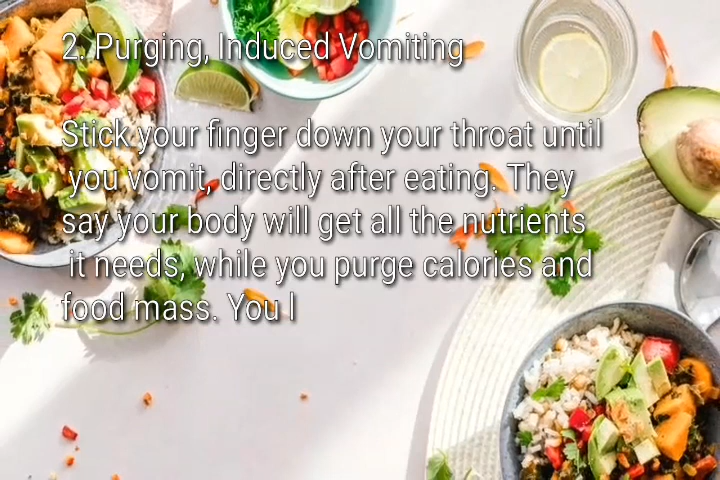 2. Purging, Induced Vomiting
Stick your finger down your throat until
you vomit, directly after eating. They
say your body will get all the nutrients
it needs, while you purge calories and
food mass. You l